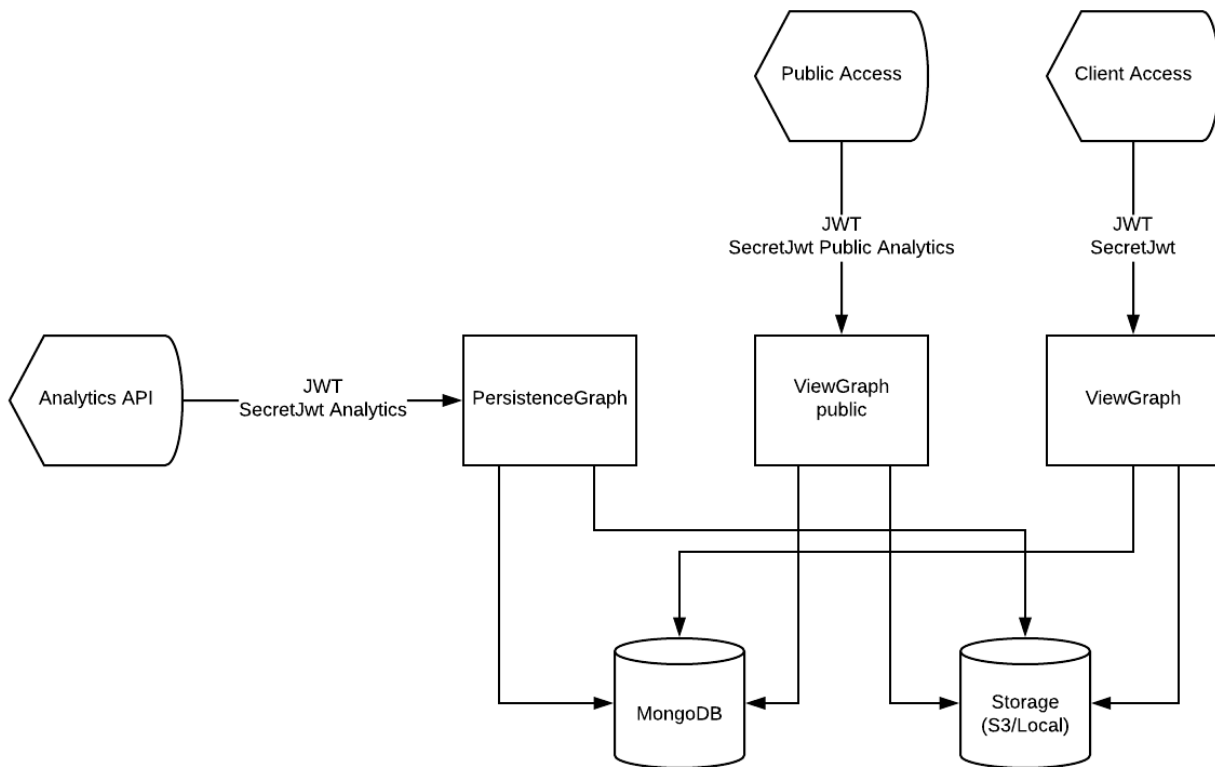 Public Access
Client Access
JWT
SecretJwt Public Analytics
JWT
SecretJwt
Analytics API
JWT
SecretJwt Analytics
PersistenceGraph
ViewGraph
public
ViewGraph
MongoDB
Storage
(S3/Local)